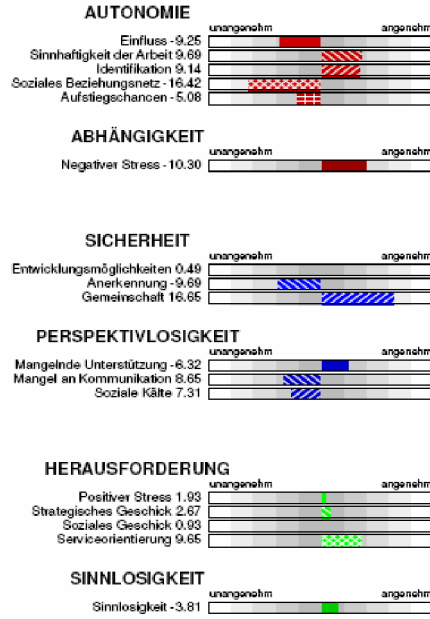 AUTONOMIE
unangenehm angenehm
Einfluss -9.25
Sinnhaftigkeit der Arbeit 9.69
Identifikation 9.14
Soziales Beziehungsnetz -16.42
Aufstiegschancen -5.08
ABHÄNGIGKEIT
unangenehm angenehm
Negativer Stress -10.30
SICHERHEIT
unangenehm angenehm
Entwicklungsmöglichkeiten 0.49
Anerkennung -9.69
Gemeinschaft 16.65
PERSPEKTIVLOSIGKEIT
unangenehm angenehm
Mangelnde Unterstützung -6.32
Mangel an Kommunikation 8.65
Soziale Kälte 7.31
HERAUSFORDERUNG
unangenehm angenehm
Positiver Stress 1.93
Strategisches Geschick 2.67
Soziales Geschick 0.93
Serviceorientierung 9.65
SINNLOSIGKEIT
unangenehm angenehm
Sinnlosigkeit -3.81